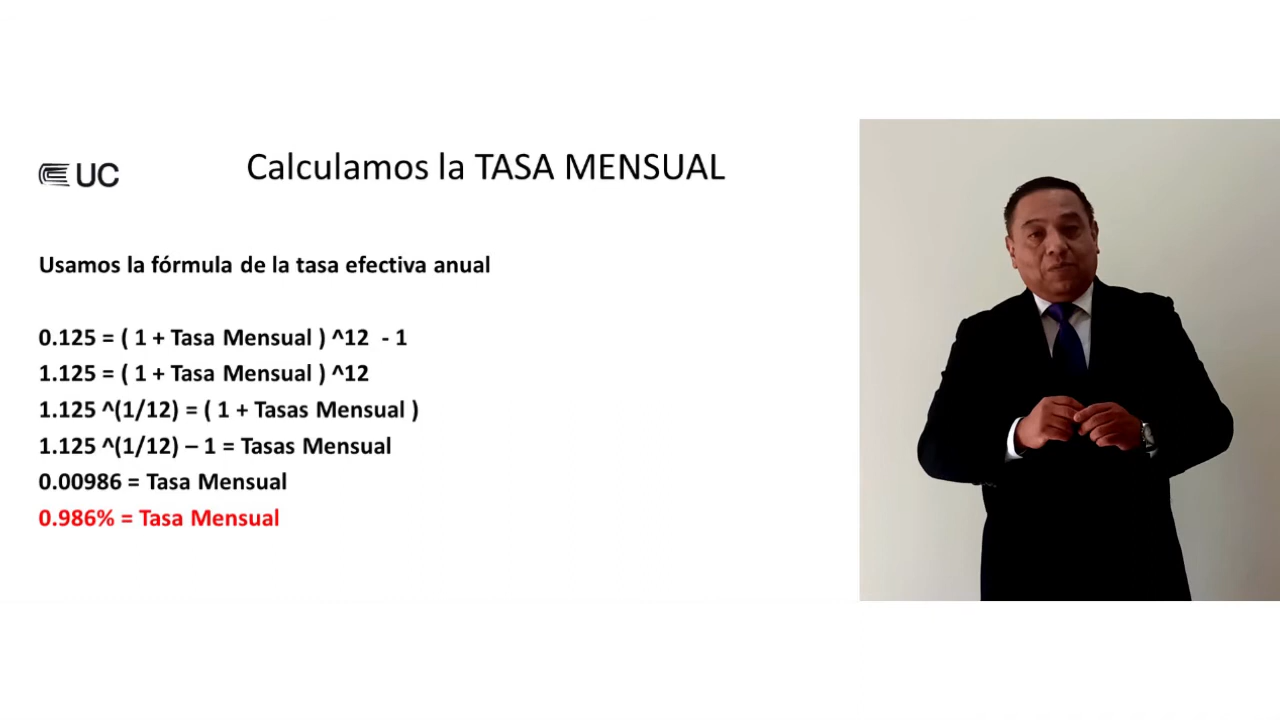 UC
Calculamos la TASA MENSUAL
Usamos la fórmula de la tasa efectiva anual
0.125 = ( 1 + Tasa Mensual ) ^12 - 1
1.125 = ( 1 + Tasa Mensual ) ^12
1.125 ^(1/12) = ( 1 + Tasas Mensual )
1.125 ^(1/12) – 1 = Tasas Mensual
0.00986 = Tasa Mensual
0.986% = Tasa Mensual